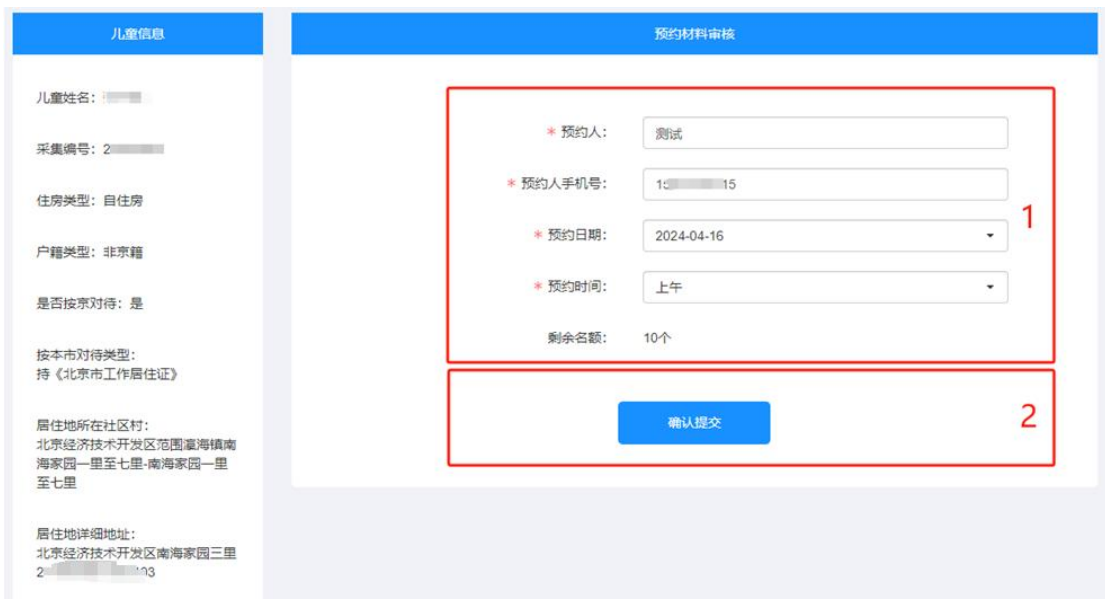 儿童信息
儿童姓名：
采集编号：2
住房类型：自住房
户籍类型：非京籍
是否按京对待：是
按本市对待类型：
持《北京市工作居住证》
居住地所在社区村：
北京经济技术开发区范围瀛海镇南
海家园一里至七里-南海家园一里
至七里
居住地详细地址：
北京经济技术开发区南海家园三里
2 03
预约材料审核
* 预约人： 测试
* 预约人手机号： 15 15
* 预约日期： 2024-04-16
* 预约时间： 上午
剩余名额： 10个
1
确认提交
2